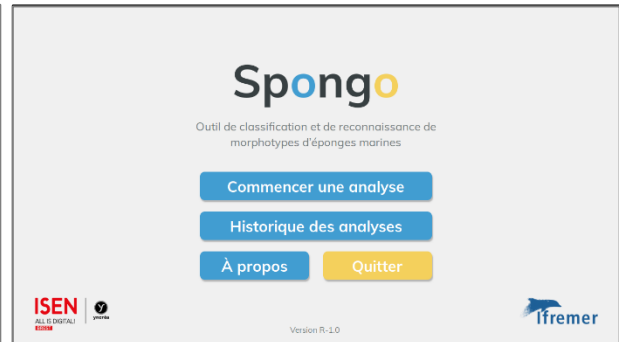 Spongo
Outil de classification et de reconnaissance de
morphotypes d'éponges marines
Commencer une analyse
Historique des analyses
À propos
Quitter
ISEN
ALL IS DIGITAL!
BREST
yncréa
Ifremer
Version R-1.0